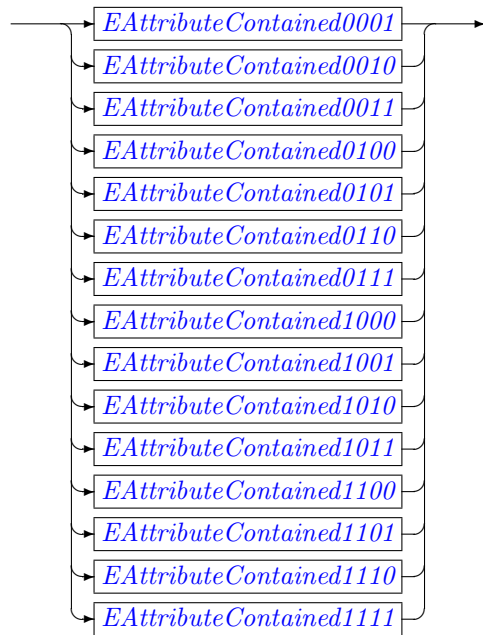 EAttributeContained0001
EAttributeContained0010
EAttributeContained0011
EAttributeContained0100
EAttributeContained0101
EAttributeContained0110
EAttributeContained0111
EAttributeContained1000
EAttributeContained1001
EAttributeContained1010
EAttributeContained1011
EAttributeContained1100
EAttributeContained1101
EAttributeContained1110
EAttributeContained1111